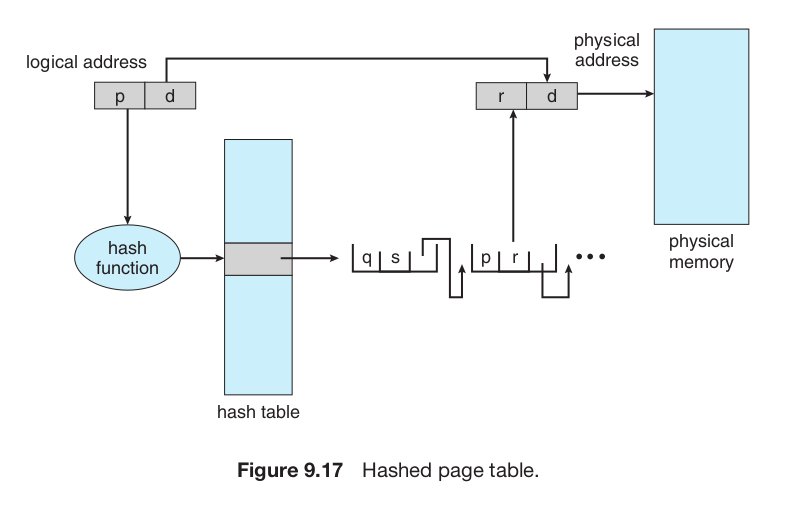 logical address
p d
physical
address
r d
hash
function
q s
p r
•••
physical
memory
hash table
Figure 9.17 Hashed page table.